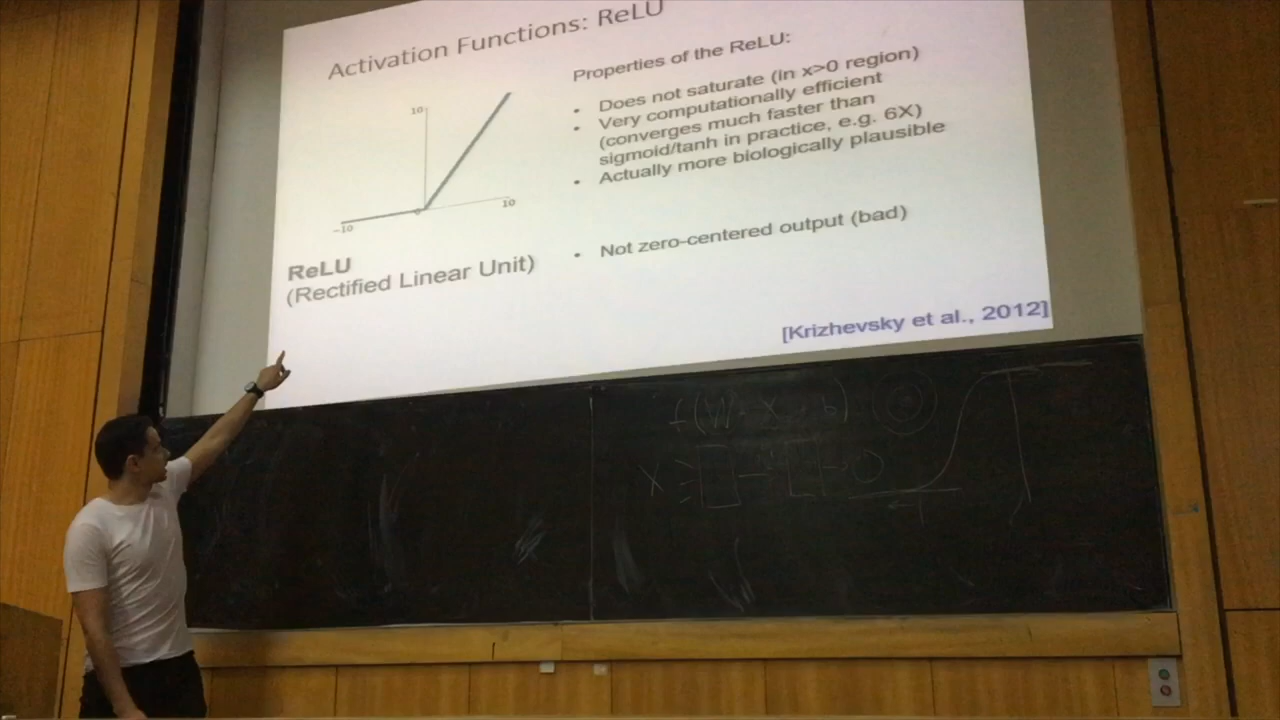 Activation Functions: ReLU
Properties of the ReLU:
• Does not saturate (in x>0 region)
• Very computationally efficient
(converges much faster than
sigmoid/tanh in practice, e.g. 6X)
• Actually more biologically plausible
• Not zero-centered output (bad)
10
0
10
−10
ReLU
(Rectified Linear Unit)
[Krizhevsky et al., 2012]
X